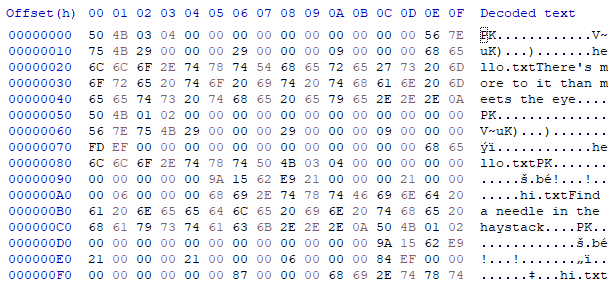 Offset(h) 00 01 02 03 04 05 06 07 08 09 0A 0B 0C 0D 0E 0F Decoded text
00000000 50 4B 03 04 00 00 00 00 00 00 00 00 00 00 56 7E PK............V~
00000010 75 4B 29 00 00 00 29 00 00 00 09 00 00 00 68 65 uK)...).......he
00000020 6C 6C 6F 2E 74 78 74 54 68 65 72 65 27 73 20 6D llo.txtThere's m
00000030 6F 72 65 20 74 6F 20 69 74 20 74 68 61 6E 20 6D ore to it than m
00000040 65 65 74 73 20 74 68 65 20 65 79 65 2E 2E 2E 0A eets the eye....
00000050 50 4B 01 02 00 00 00 00 00 00 00 00 00 00 00 00 PK..............
00000060 56 7E 75 4B 29 00 00 00 29 00 00 00 09 00 00 00 V~uK)...).......
00000070 FD EF 00 00 00 00 00 00 00 00 00 00 00 00 68 65 ýï............he
00000080 6C 6C 6F 2E 74 78 74 50 4B 03 04 00 00 00 00 00 llo.txtPK.......
00000090 00 00 00 00 00 9A 15 62 E9 21 00 00 00 21 00 00 .....š.bé!...!..
000000A0 00 06 00 00 00 68 69 2E 74 78 74 46 69 6E 64 20 .....hi.txtFind
000000B0 61 20 6E 65 65 64 6C 65 20 69 6E 20 74 68 65 20 a needle in the
000000C0 68 61 79 73 74 61 63 6B 2E 2E 2E 0A 50 4B 01 02 haystack....PK..
000000D0 00 00 00 00 00 00 00 00 00 00 00 00 9A 15 62 E9 ............š.bé
000000E0 21 00 00 00 21 00 00 00 06 00 00 00 84 EF 00 00 !...!.......„ï..
000000F0 00 00 00 00 00 00 87 00 00 00 68 69 2E 74 78 74 ......‡...hi.txt